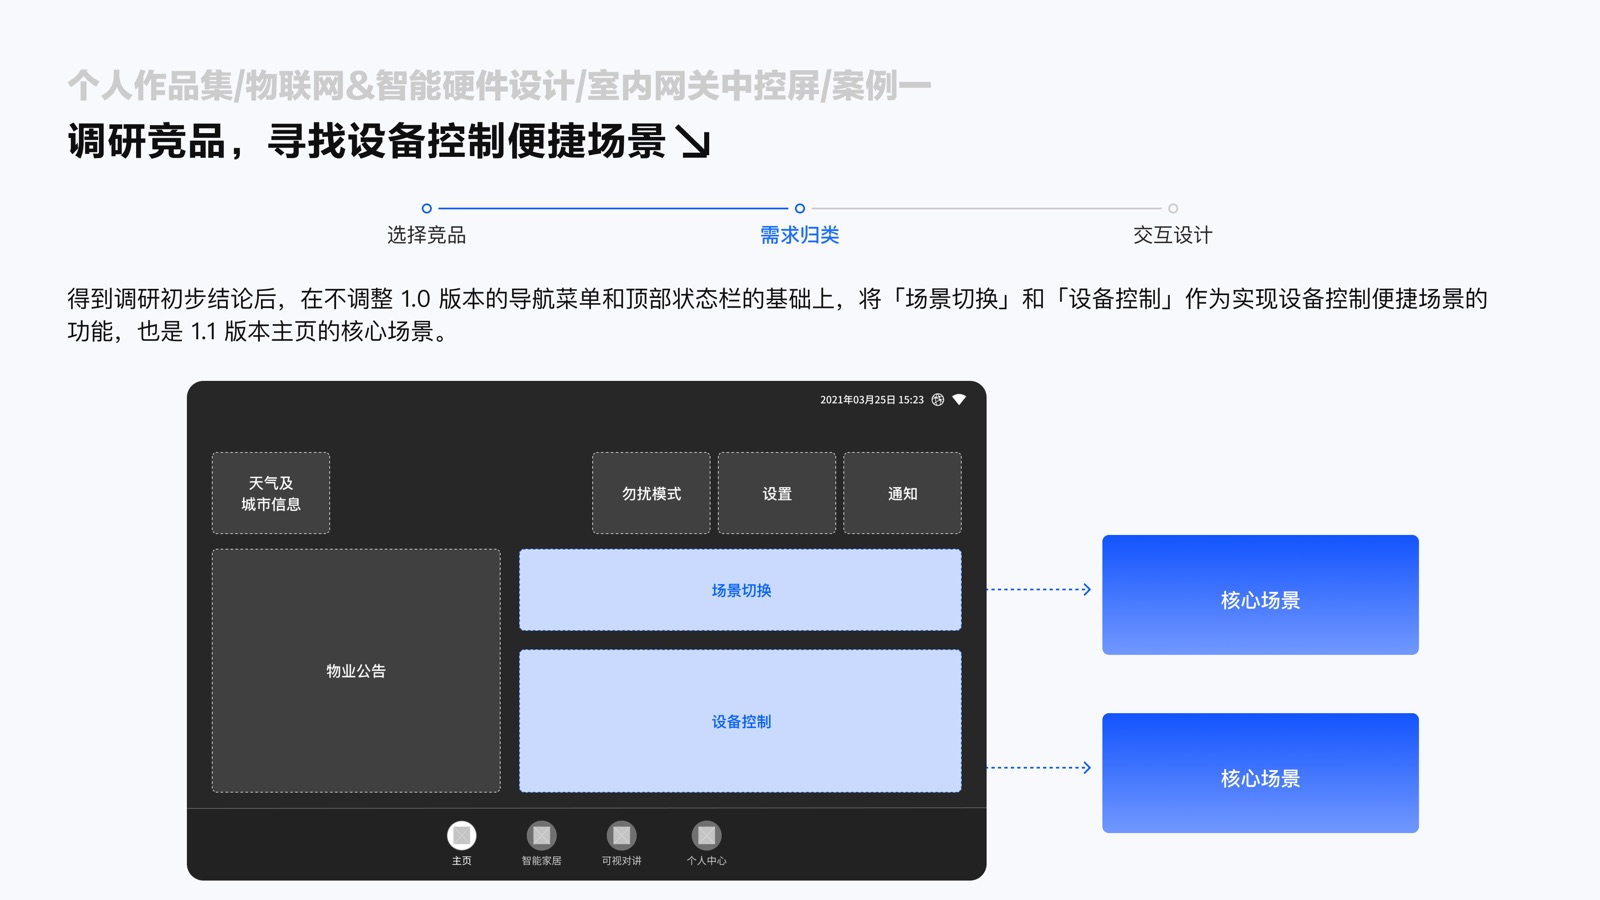 个人作品集/物联网&智能硬件设计/室内网关中控屏/案例一
调研竞品，寻找设备控制便捷场景↘
选择竞品
需求归类
交互设计
得到调研初步结论后，在不调整 1.0 版本的导航菜单和顶部状态栏的基础上，将「场景切换」和「设备控制」作为实现设备控制便捷场景的
功能，也是 1.1 版本主页的核心场景。
2021年03月25日 15:23
天气及
城市信息
勿扰模式
设置
通知
场景切换
核心场景
物业公告
设备控制
核心场景
主页
智能家居
可视对讲
个人中心